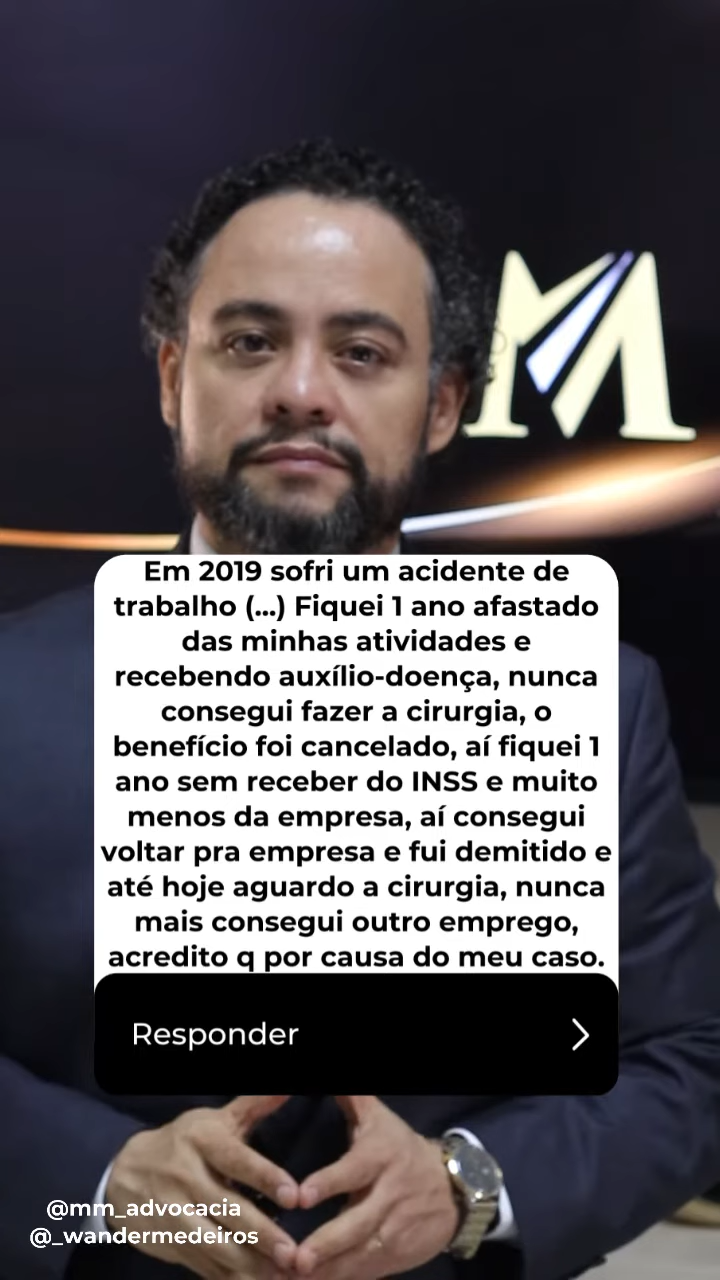 M
Em 2019 sofri um acidente de
trabalho (...) Fiquei 1 ano afastado
das minhas atividades e
recebendo auxílio-doença, nunca
consegui fazer a cirurgia, o
benefício foi cancelado, aí fiquei 1
ano sem receber do INSS e muito
menos da empresa, aí consegui
voltar pra empresa e fui demitido e
até hoje aguardo a cirurgia, nunca
mais consegui outro emprego,
acredito q por causa do meu caso.
Responder
@mm_advocacia
@_wandermedeiros